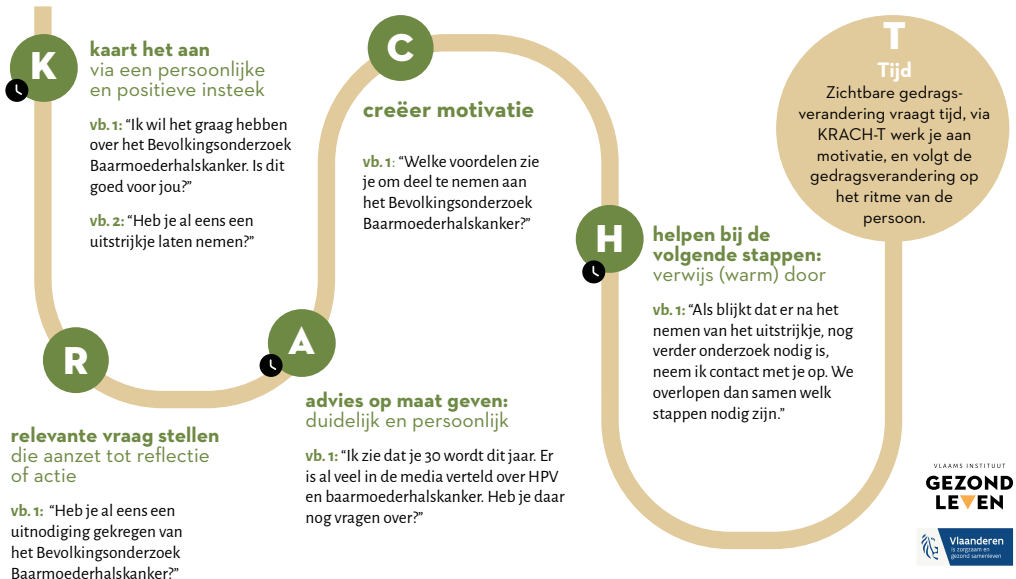 K
kaart het aan
via een persoonlijke
en positieve insteek
vb. 1: “Ik wil het graag hebben
over het Bevolkingsonderzoek
Baarmoederhalskanker. Is dit
goed voor jou?”
vb. 2: “Heb je al eens een
uitstrijkje laten nemen?”
R
relevante vraag stellen
die aanzet tot reflectie
of actie
vb. 1: “Heb je al eens een
uitnodiging gekregen van
het Bevolkingsonderzoek
Baarmoederhalskanker?”
A
advies op maat geven:
duidelijk en persoonlijk
vb. 1: “Ik zie dat je 30 wordt dit jaar. Er
is al veel in de media verteld over HPV
en baarmoederhalskanker. Heb je daar
nog vragen over?”
C
creëer motivatie
vb. 1: “Welke voordelen zie
je om deel te nemen aan
het Bevolkingsonderzoek
Baarmoederhalskanker?”
H
helpen bij de
volgende stappen:
verwijs (warm) door
vb. 1: “Als blijkt dat er na het
nemen van het uitstrijkje, nog
verder onderzoek nodig is,
neem ik contact met je op. We
overlopen dan samen welk
stappen nodig zijn.”
T
Tijd
Zichtbare gedrags-
verandering vraagt tijd, via
KRACH-T werk je aan
motivatie, en volgt de
gedragsverandering op
het ritme van de
persoon.
VLAAMS INSTITUUT
GEZOND
LEVEN
Vlaanderen
is zorgzaam en
gezond samenleven